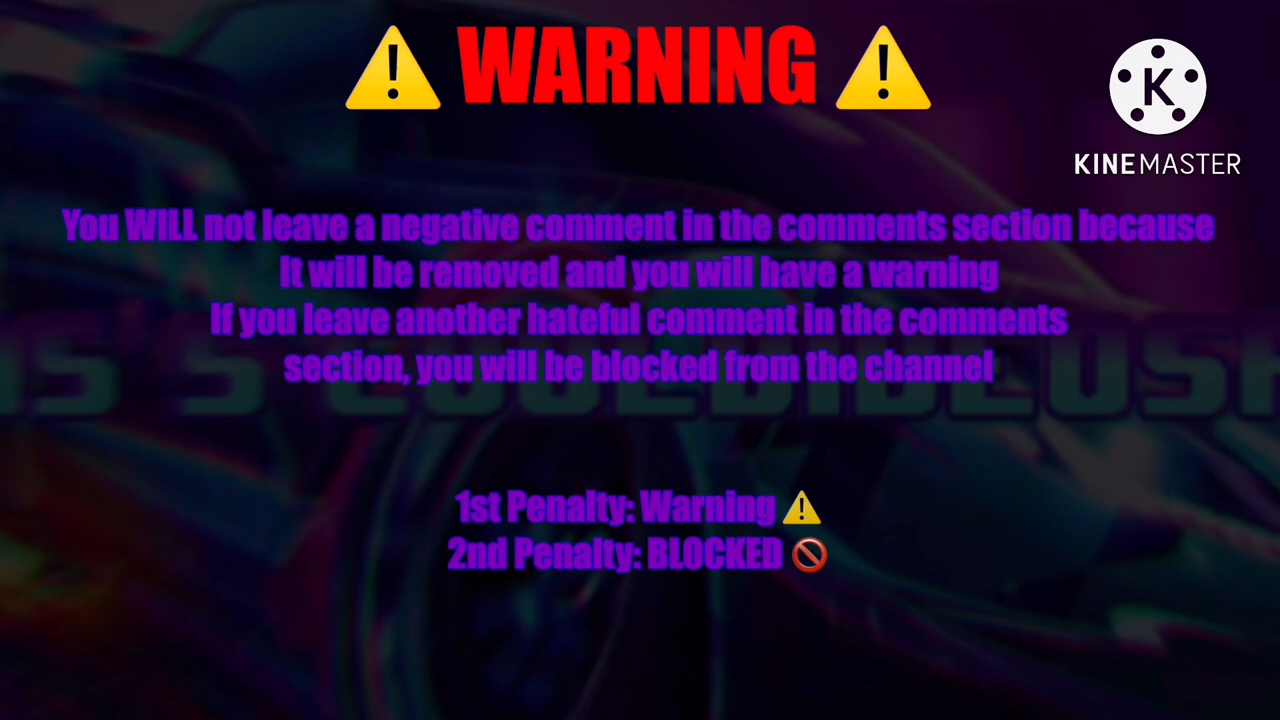 ⚠️ WARNING ⚠️
K
KINEMASTER
You WILL not leave a negative comment in the comments section because
It will be removed and you will have a warning
If you leave another hateful comment in the comments
section, you will be blocked from the channel
1st Penalty: Warning ⚠️
2nd Penalty: BLOCKED 🚫